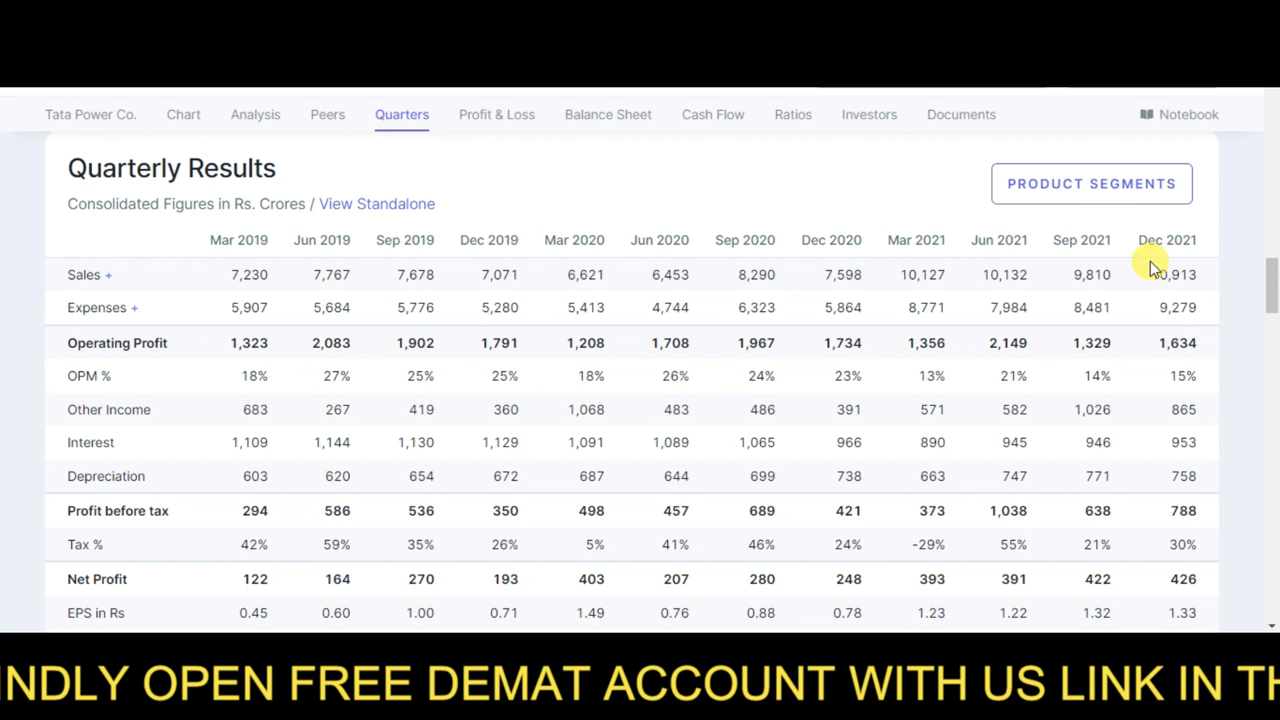 Tata Power Co. Chart Analysis Peers Quarters Profit & Loss Balance Sheet Cash Flow Ratios Investors Documents Notebook
Quarterly Results
PRODUCT SEGMENTS
Consolidated Figures in Rs. Crores / View Standalone
Mar 2019 Jun 2019 Sep 2019 Dec 2019 Mar 2020 Jun 2020 Sep 2020 Dec 2020 Mar 2021 Jun 2021 Sep 2021 Dec 2021
Sales + 7,230 7,767 7,678 7,071 6,621 6,453 8,290 7,598 10,127 10,132 9,810 10,913
Expenses + 5,907 5,684 5,776 5,280 5,413 4,744 6,323 5,864 8,771 7,984 8,481 9,279
Operating Profit 1,323 2,083 1,902 1,791 1,208 1,708 1,967 1,734 1,356 2,149 1,329 1,634
OPM % 18% 27% 25% 25% 18% 26% 24% 23% 13% 21% 14% 15%
Other Income 683 267 419 360 1,068 483 486 391 571 582 1,026 865
Interest 1,109 1,144 1,130 1,129 1,091 1,089 1,065 966 890 945 946 953
Depreciation 603 620 654 672 687 644 699 738 663 747 771 758
Profit before tax 294 586 536 350 498 457 689 421 373 1,038 638 788
Tax % 42% 59% 35% 26% 5% 41% 46% 24% -29% 55% 21% 30%
Net Profit 122 164 270 193 403 207 280 248 393 391 422 426
EPS in Rs 0.45 0.60 1.00 0.71 1.49 0.76 0.88 0.78 1.23 1.22 1.32 1.33
INDLY OPEN FREE DEMAT ACCOUNT WITH US LINK IN TH